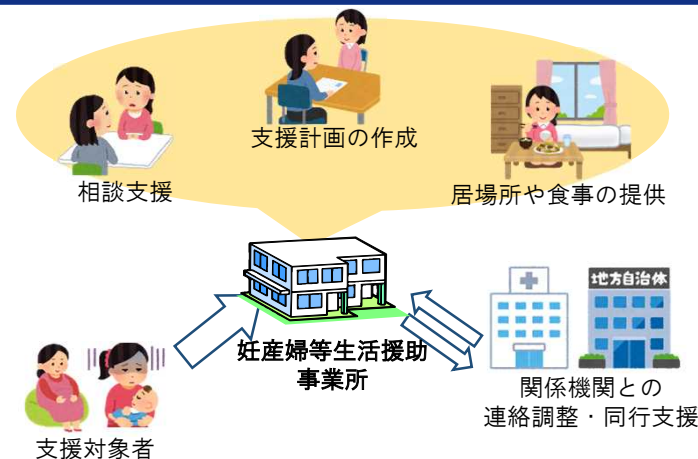 支援計画の作成
相談支援
居場所や食事の提供
地方自治体
妊産婦等生活援助
事業所
関係機関との
連絡調整・同行支援
支援対象者